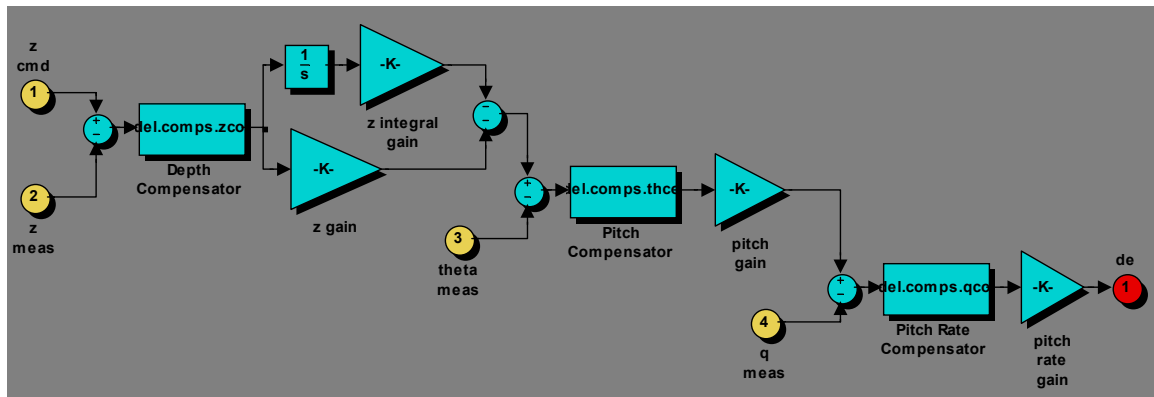 z
cmd
1
+
−
del.comps.zco
Depth
Compensator
2
z
meas
1
s
-K-
z integral
gain
-K-
z gain
−
−
+
−
3
theta
meas
del.comps.thce
Pitch
Compensator
-K-
pitch
gain
+
−
4
q
meas
del.comps.qco
Pitch Rate
Compensator
-K-
pitch
rate
gain
de
1